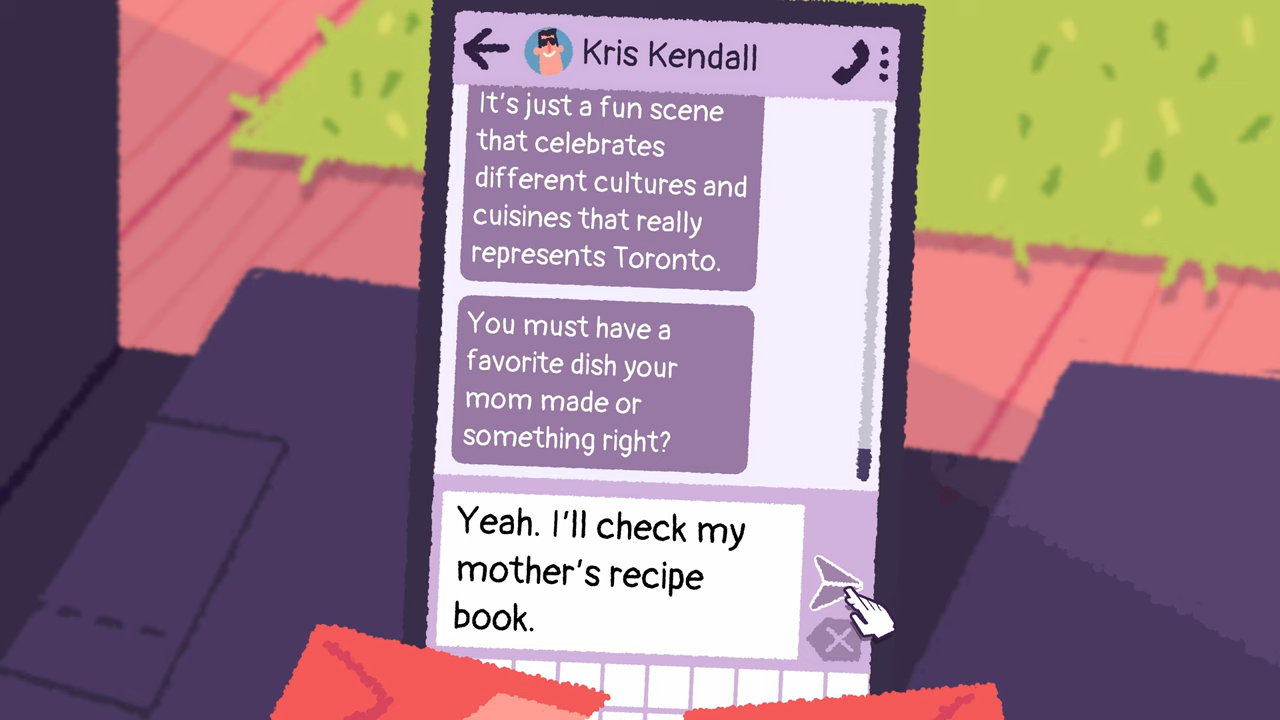 Kris Kendall
It's just a fun scene
that celebrates
different cultures and
cuisines that really
represents Toronto.
You must have a
favorite dish your
mom made or
something right?
Yeah. I'll check my
mother's recipe
book.